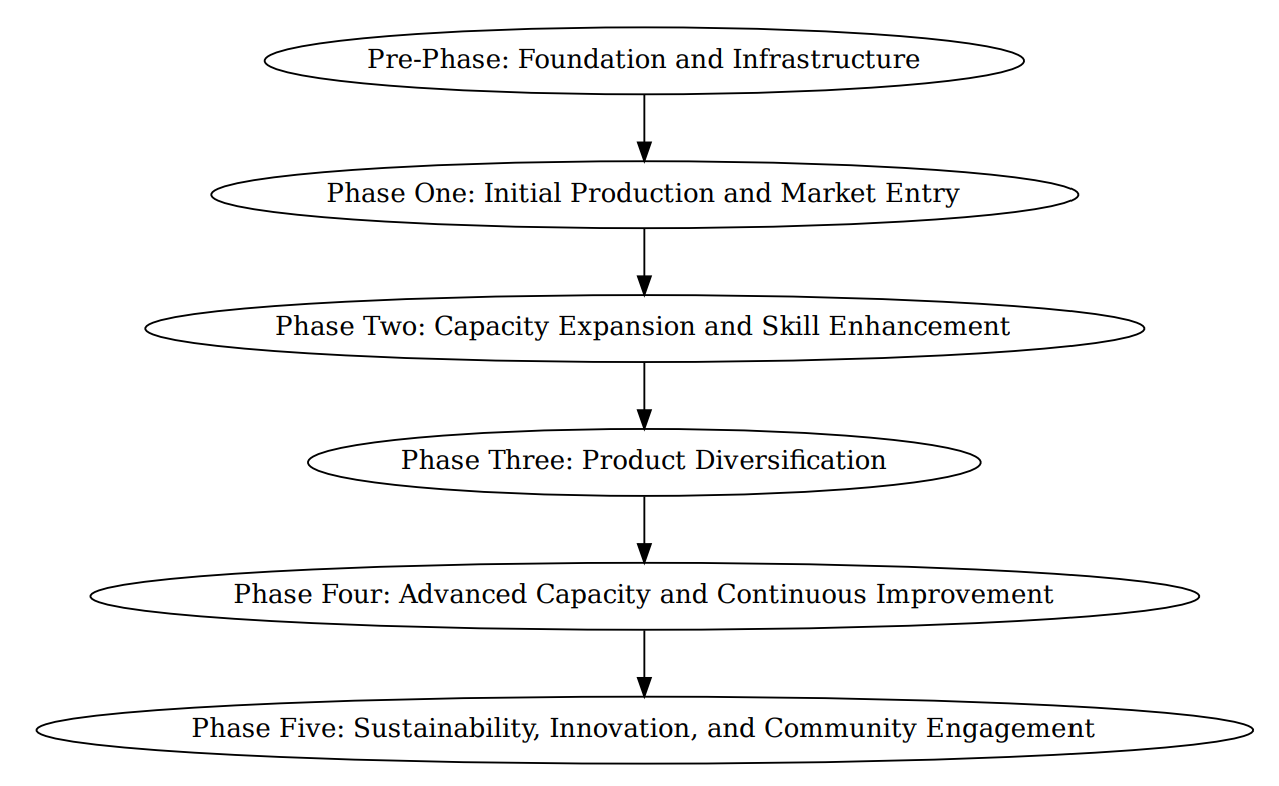 Pre-Phase: Foundation and Infrastructure
Phase One: Initial Production and Market Entry
Phase Two: Capacity Expansion and Skill Enhancement
Phase Three: Product Diversification
Phase Four: Advanced Capacity and Continuous Improvement
Phase Five: Sustainability, Innovation, and Community Engagement